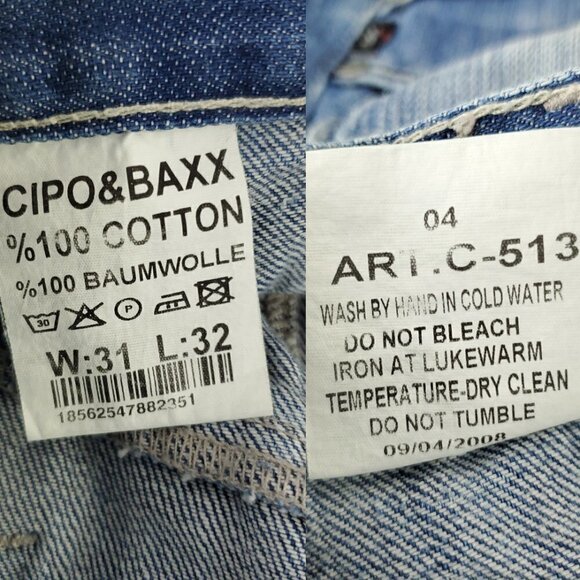 CIPO&BAXX
%100 COTTON
%100 BAUMWOLLE
30 P
W:31 L:32
18562547882351
04
ART.C-513
WASH BY HAND IN COLD WATER
DO NOT BLEACH
IRON AT LUKEWARM
TEMPERATURE-DRY CLEAN
DO NOT TUMBLE
09/04/2008